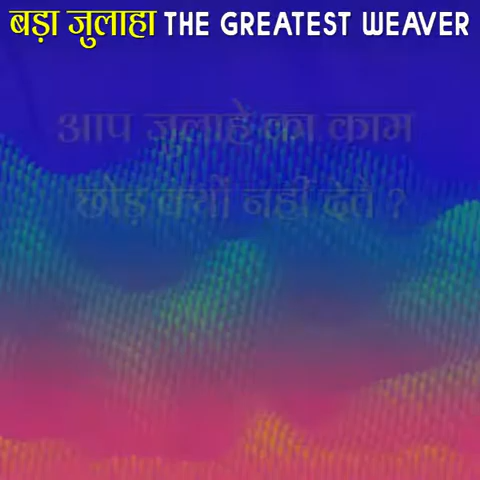 बड़ा जुलाहा THE GREATEST WEAVER
आप जुलाहें का काम
छोड़ क्यों नहीं देते ?